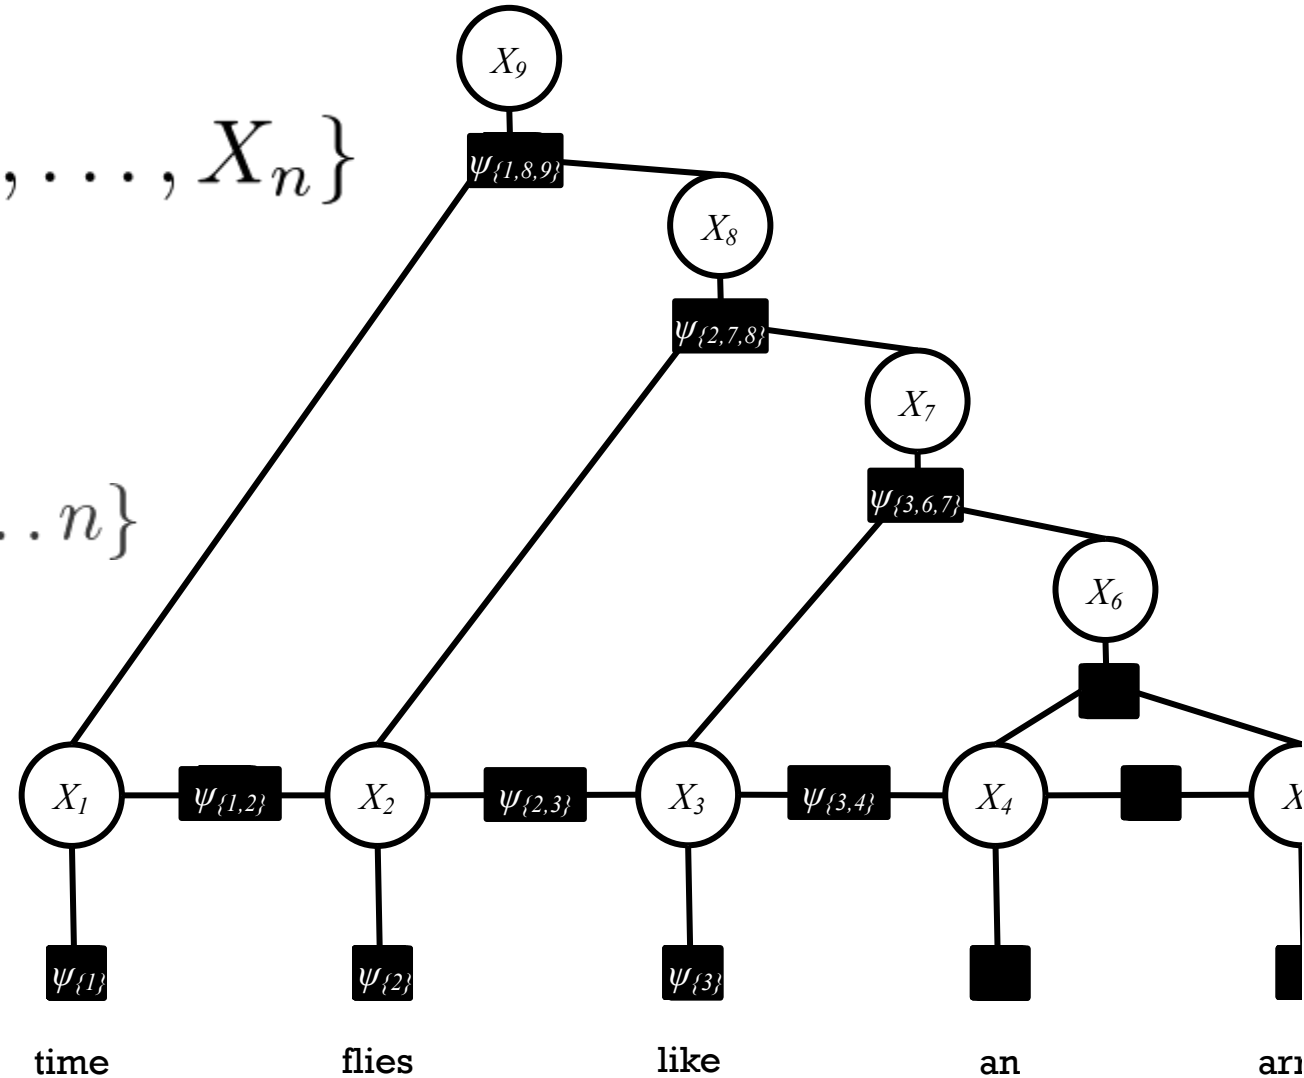 X9
, . . . , Xn}
ψ{1,8,9}
X8
ψ{2,7,8}
X7
ψ{3,6,7}
. . n}
X6
X1 ψ{1,2} X2 ψ{2,3} X3 ψ{3,4} X4 X
ψ{1} ψ{2} ψ{3}
time flies like an arr